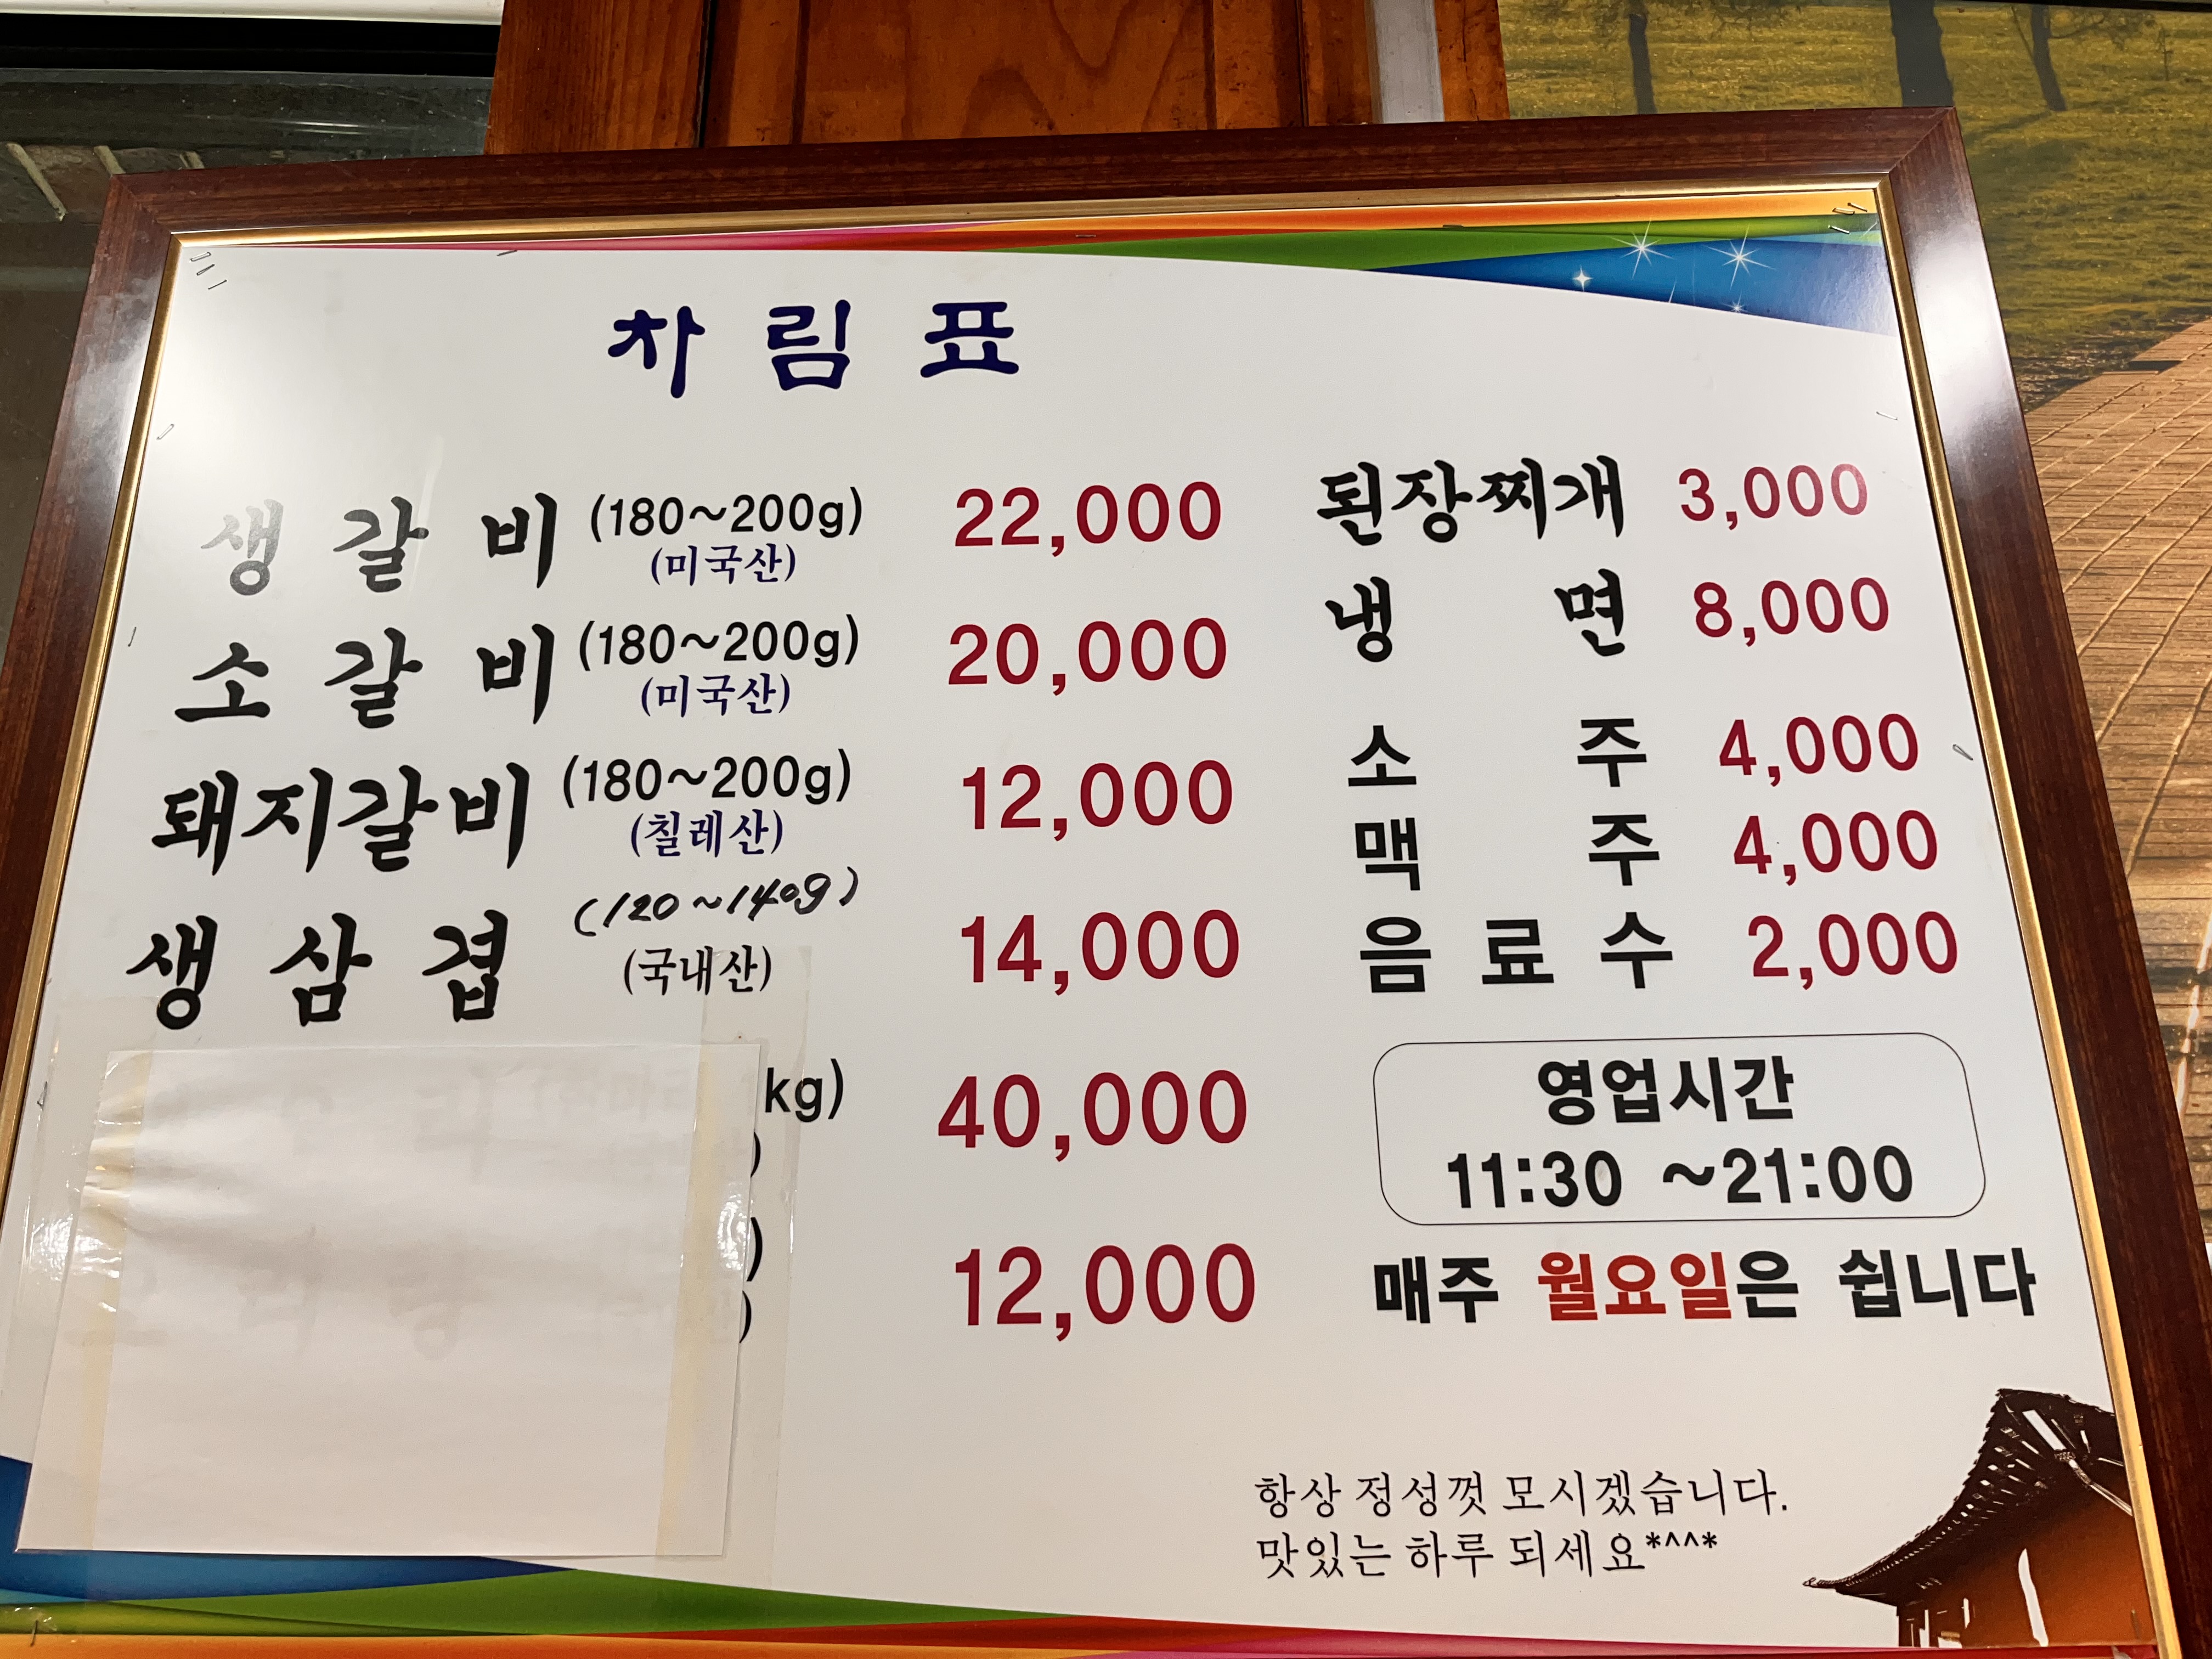 차림표
생갈비 (180~200g) 22,000
(미국산)
소갈비 (180~200g) 20,000
(미국산)
돼지갈비 (180~200g) 12,000
(칠레산)
(120~140g)
생삼겹 14,000
(국내산)
kg) 40,000
)
) 12,000
)
된장찌개 3,000
냉면 8,000
소주 4,000
맥주 4,000
음료수 2,000
영업시간
11:30 ~21:00
매주 월요일은 쉽니다
항상 정성껏 모시겠습니다.
맛있는 하루 되세요*^^*